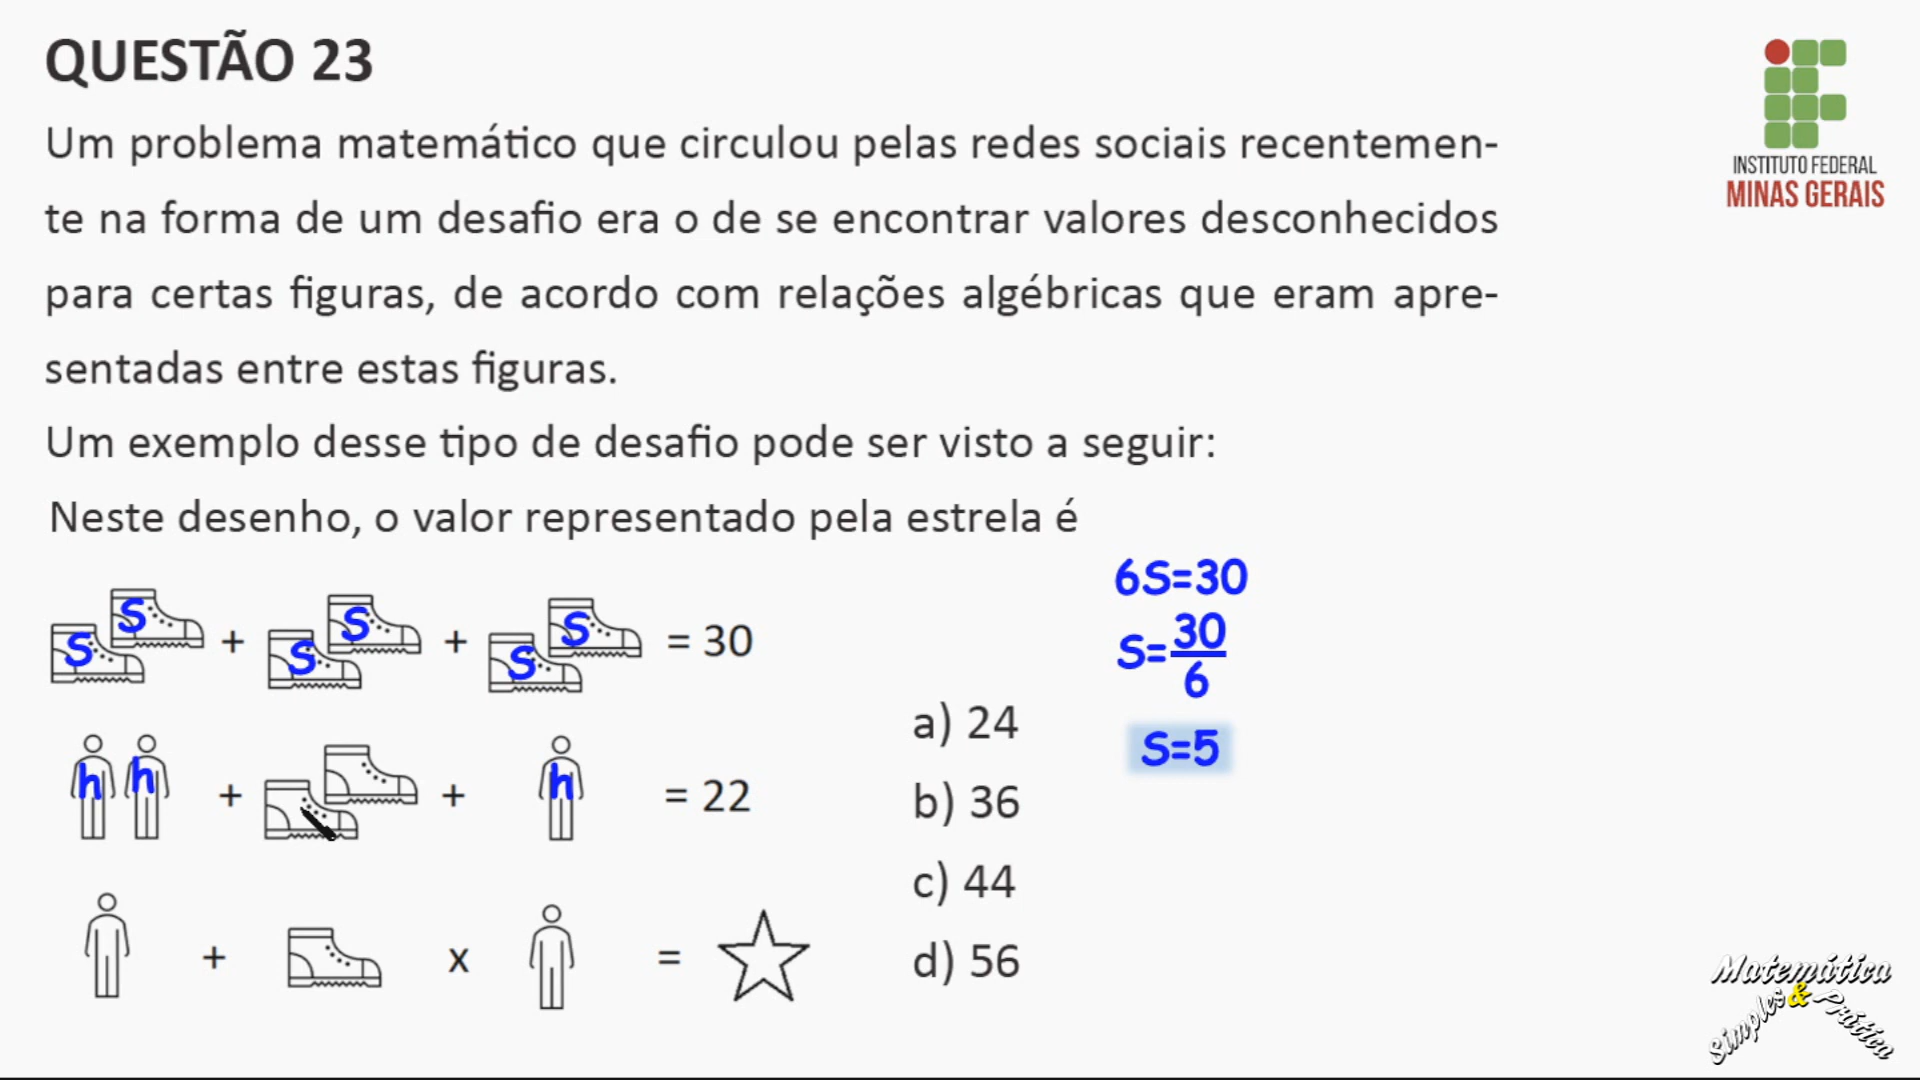 QUESTÃO 23
INSTITUTO FEDERAL
MINAS GERAIS
Um problema matemático que circulou pelas redes sociais recentemen-
te na forma de um desafio era o de se encontrar valores desconhecidos
para certas figuras, de acordo com relações algébricas que eram apre-
sentadas entre estas figuras.
Um exemplo desse tipo de desafio pode ser visto a seguir:
Neste desenho, o valor representado pela estrela é
S S + S S + S S = 30
h h + + h = 22
+ x =
a) 24
b) 36
c) 44
d) 56
6S=30
S=30
6
S=5
Matemática
Simples & Prática